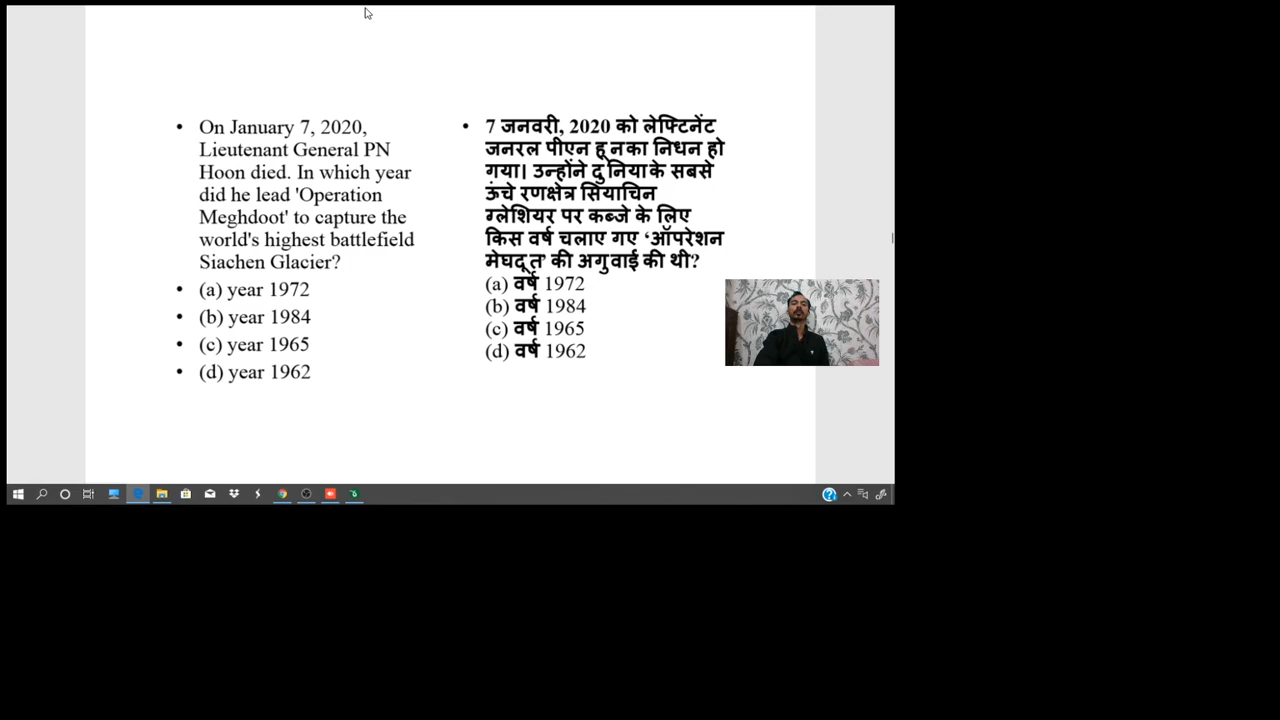 • On January 7, 2020,
Lieutenant General PN
Hoon died. In which year
did he lead 'Operation
Meghdoot' to capture the
world's highest battlefield
Siachen Glacier?
• (a) year 1972
• (b) year 1984
• (c) year 1965
• (d) year 1962
• 7 जनवरी, 2020 को लेफ्टिनेंट
जनरल पीएन हू नका निधन हो
गया। उन्होंने दु नियाके सबसे
ऊंचे रणक्षेत्र सियाचिन
ग्लेशियर पर कब्जे के लिए
किस वर्ष चलाए गए ‘ऑपरेशन
मेघदू त’ की अगु वाई की थी?
(a) वर्ष 1972
(b) वर्ष 1984
(c) वर्ष 1965
(d) वर्ष 1962